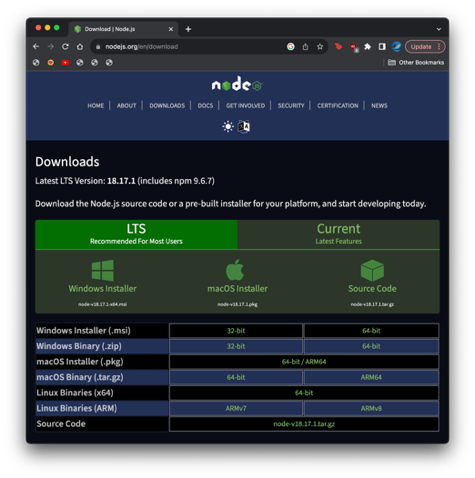 Download | Node.js
nodejs.org/en/download
Update
Other Bookmarks
node
HOME | ABOUT | DOWNLOADS | DOCS | GET INVOLVED | SECURITY | CERTIFICATION | NEWS
Downloads
Latest LTS Version: 18.17.1 (includes npm 9.6.7)
Download the Node.js source code or a pre-built installer for your platform, and start developing today.
LTS Current
Recommended For Most Users Latest Features
Windows Installer macOS Installer Source Code
node-v18.17.1-x64.msi node-v18.17.1.pkg node-v18.17.1.tar.gz
Windows Installer (.msi) 32-bit 64-bit
Windows Binary (.zip) 32-bit 64-bit
macOS Installer (.pkg) 64-bit / ARM64
macOS Binary (.tar.gz) 64-bit ARM64
Linux Binaries (x64) 64-bit
Linux Binaries (ARM) ARMv7 ARMv8
Source Code node-v18.17.1.tar.gz